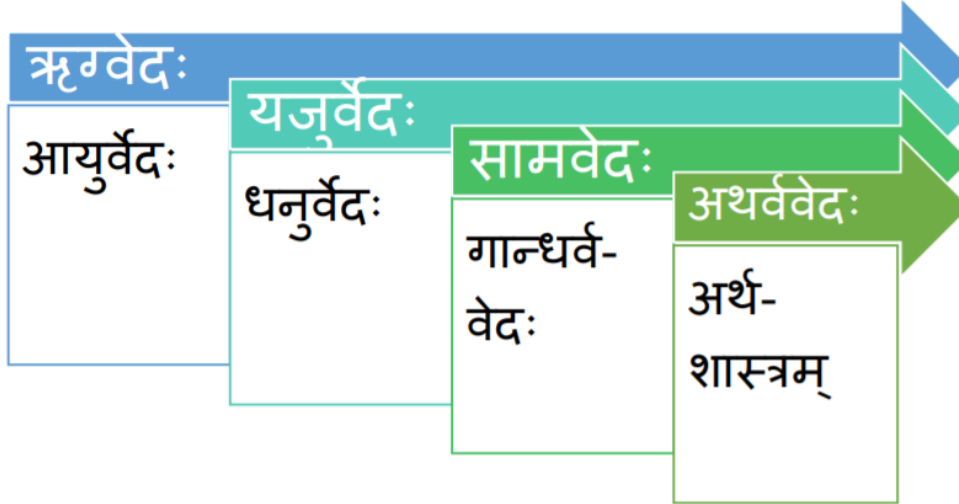 ऋग्वेदः
आयुर्वेदः
यजुर्वेदः
धनुर्वेदः
सामवेदः
गान्धर्व-
वेदः
अथर्ववेदः
अर्थ-
शास्त्रम्